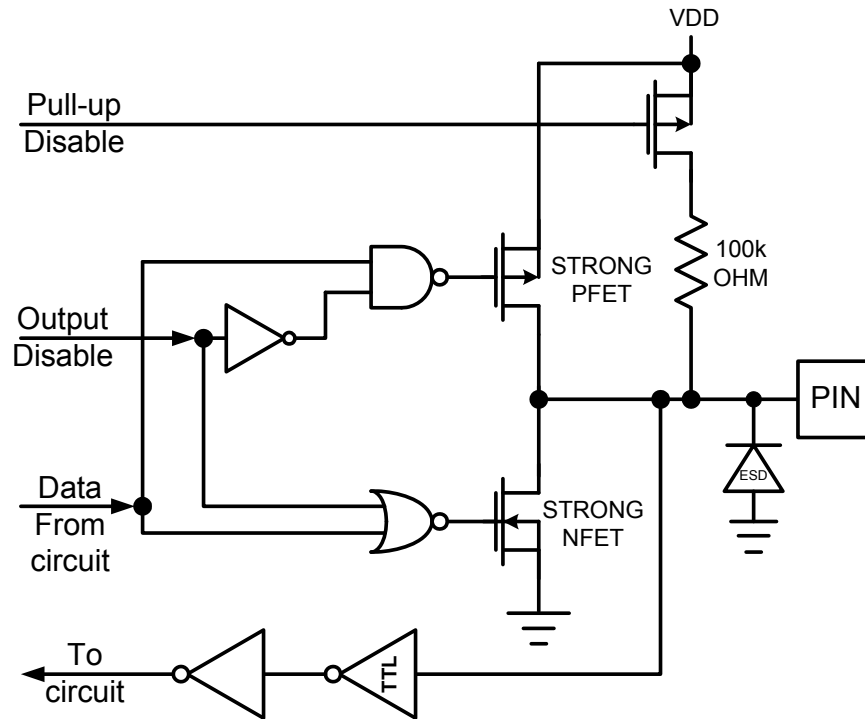 VDD
Pull-up
Disable
100k
OHM
STRONG
PFET
Output
Disable
PIN
ESD
Data
From
circuit
STRONG
NFET
To
circuit
TTL